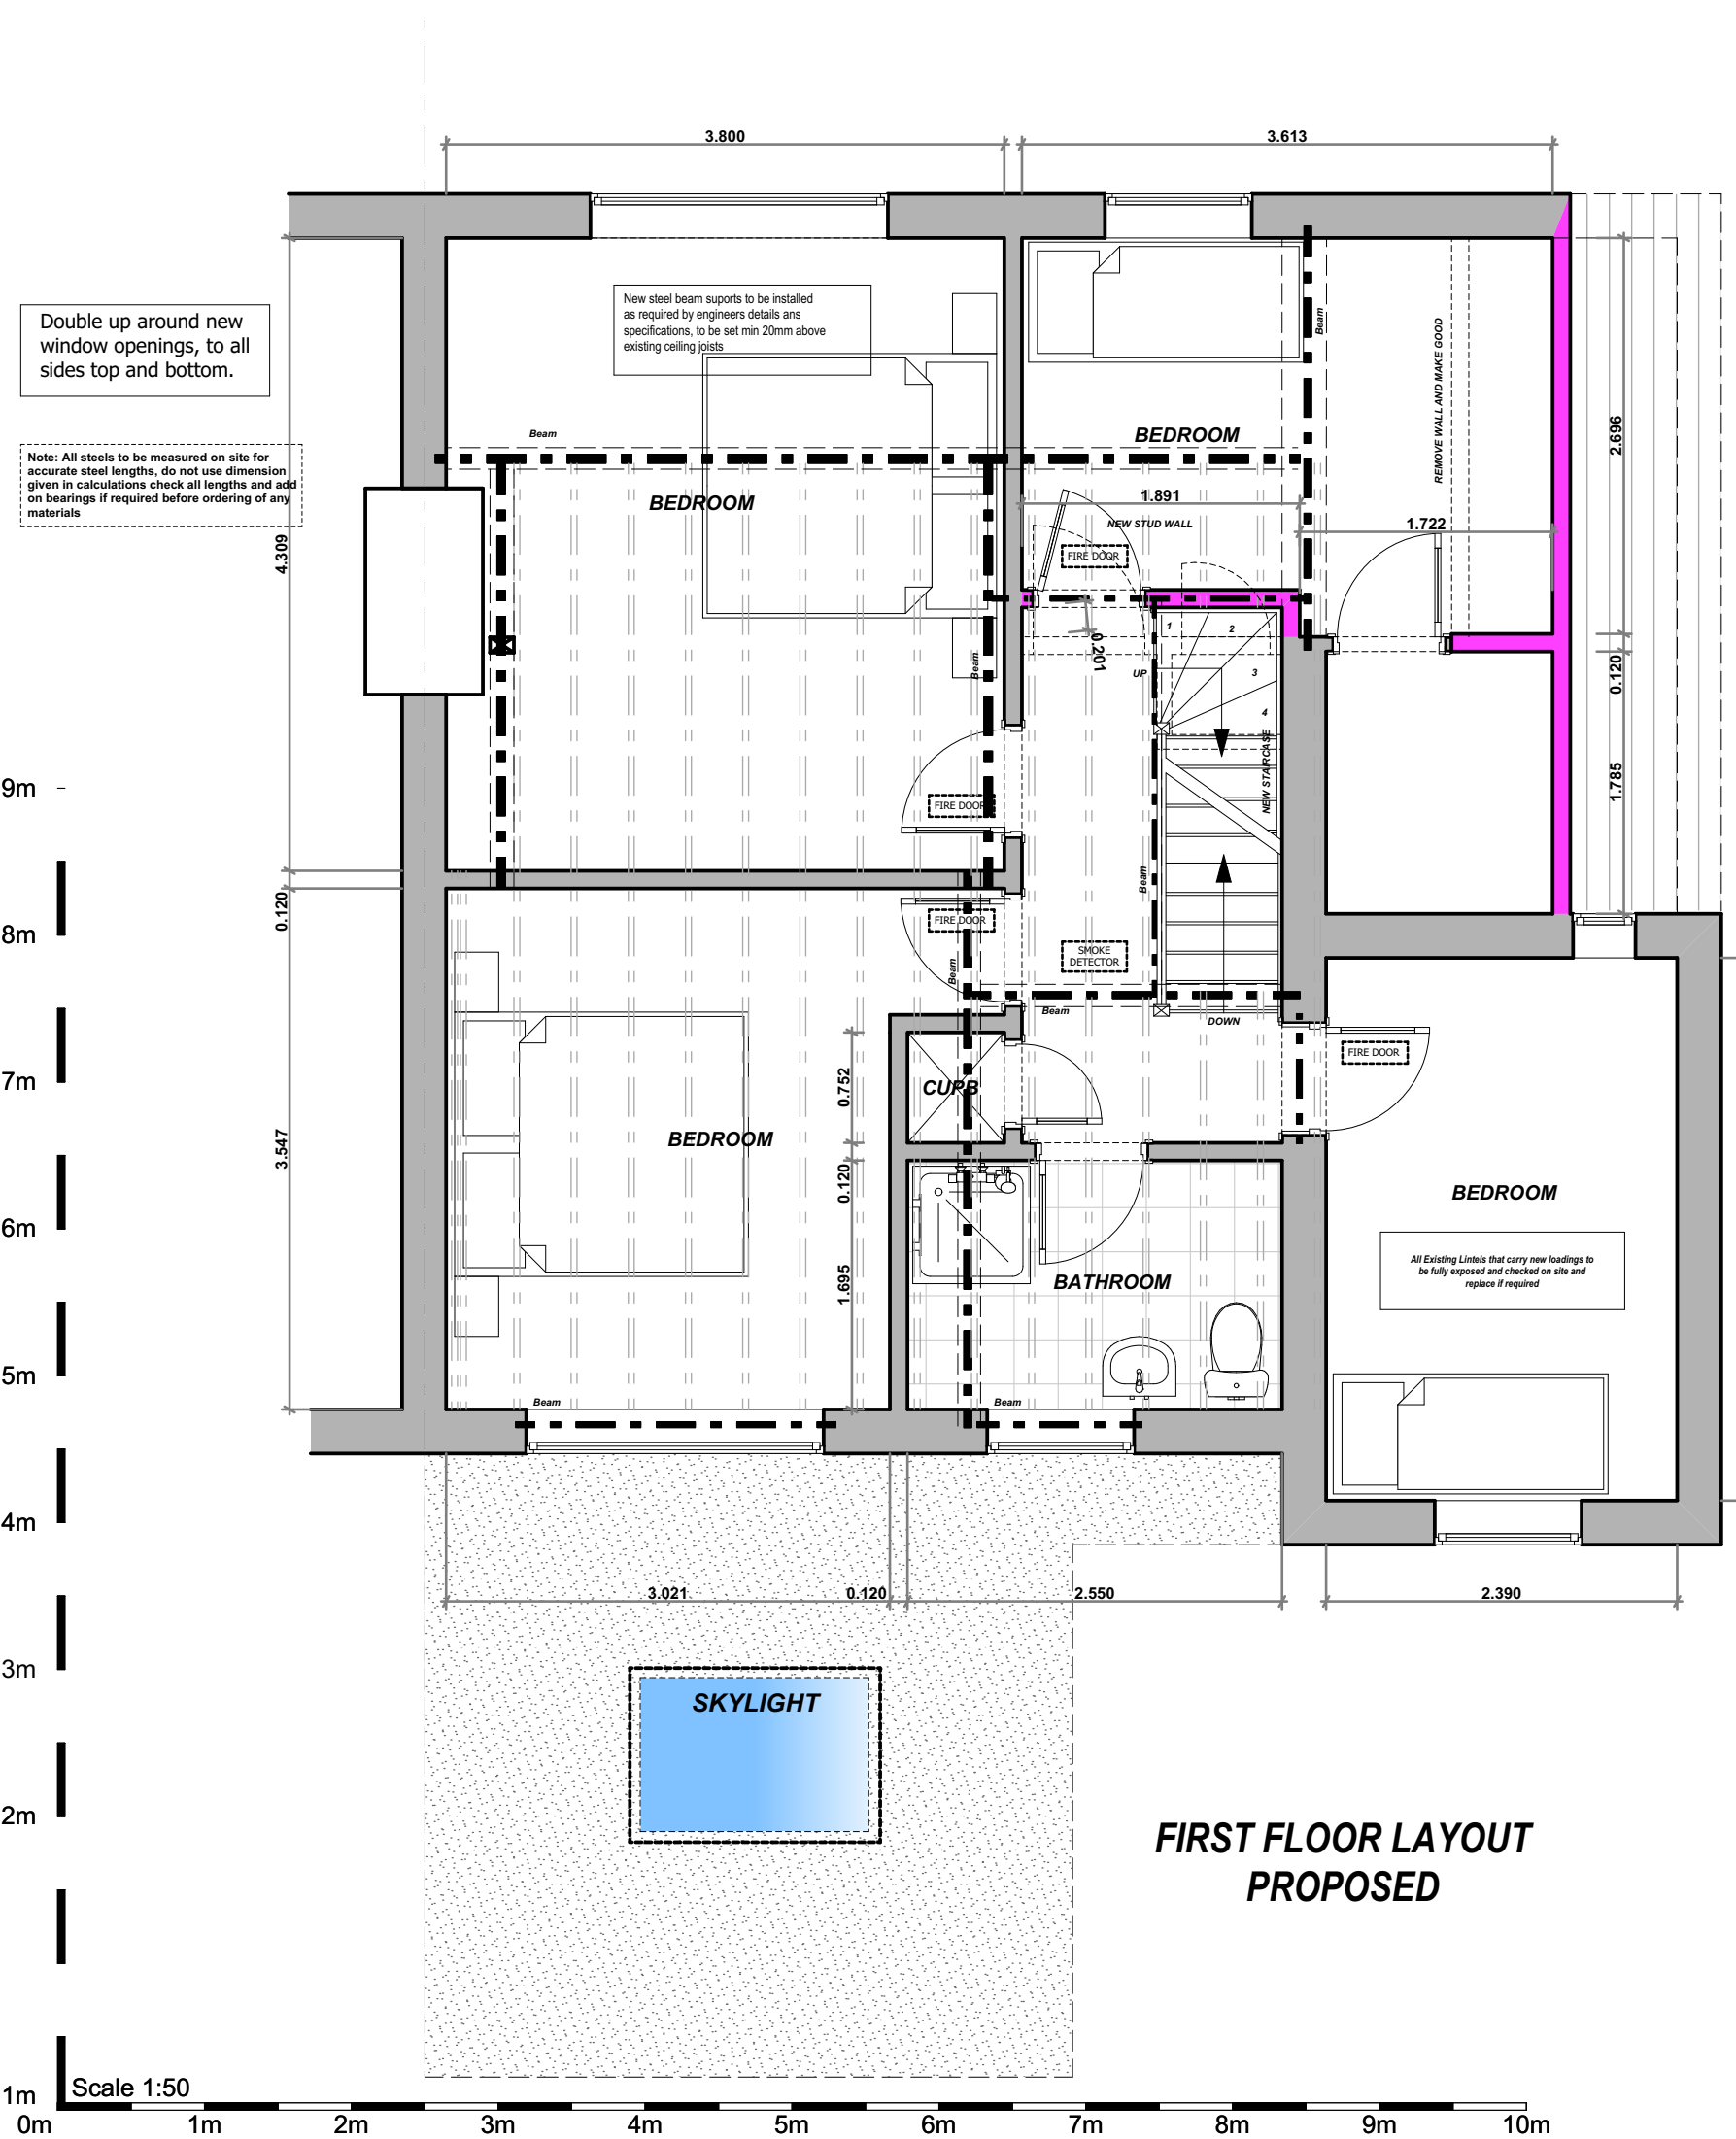 3.800
3.613
Double up around new
window openings, to all
sides top and bottom.
New steel beam suports to be installed
as required by engineers details ans
specifications, to be set min 20mm above
existing ceiling joists
Beam
REMOVE WALL AND MAKE GOOD
2.696
Note: All steels to be measured on site for
accurate steel lengths, do not use dimension
given in calculations check all lengths and add
on bearings if required before ordering of any
materials
Beam
BEDROOM
BEDROOM
1.891
NEW STUD WALL
1.722
FIRE DOOR
4.309
0.201
1
2
3
4
UP
Beam
NEW STAIRCASE
0.120
1.785
9m
FIRE DOOR
Beam
0.120
FIRE DOOR
8m
SMOKE
DETECTOR
Beam
Beam
DOWN
FIRE DOOR
7m
0.752
CUPB
BEDROOM
3.547
0.120
BEDROOM
6m
1.695
BATHROOM
All Existing Lintels that carry new loadings to
be fully exposed and checked on site and
replace if required
5m
Beam
Beam
4m
3.021
0.120
2.550
2.390
3m
SKYLIGHT
2m
FIRST FLOOR LAYOUT
PROPOSED
1m
Scale 1:50
0m
1m
2m
3m
4m
5m
6m
7m
8m
9m
10m